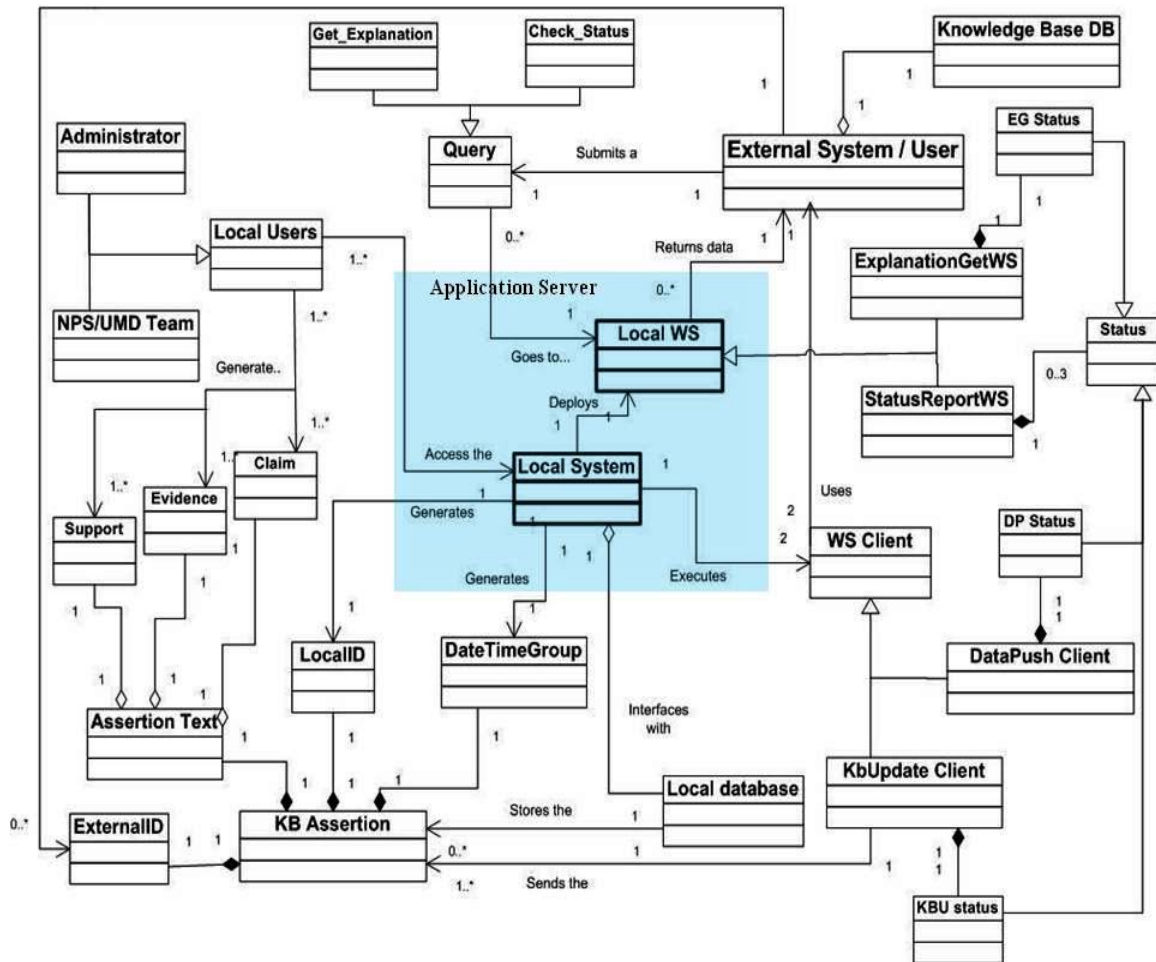 Get_Explanation
Check_Status
Knowledge Base DB
1
1
1
EG Status
Administrator
Query
Submits a
External System / User
1
1
1
Local Users
0..*
1..*
Returns data
1
1
1
ExplanationGetWS
Application Server
0..*
1..*
1
NPS/UMD Team
Local WS
Status
Goes to...
Generate..
0..3
Deploys
StatusReportWS
1
1
1
1..*
Access the
Local System
1
1..
Claim
1..*
Evidence
1
Generates
Uses
Support
1
2
DP Status
1
1
1
WS Client
2
Generates
Executes
1
1
1
1
1
1
1
LocalID
DateTimeGroup
DataPush Client
1
1
1
Assertion Text
Interfaces
with
1
1
1
1
1
1
KbUpdate Client
Local database
Stores the
1
0..*
ExternalID
1
1
KB Assertion
0..*
1
1
1..*
Sends the
1
1
KBU status